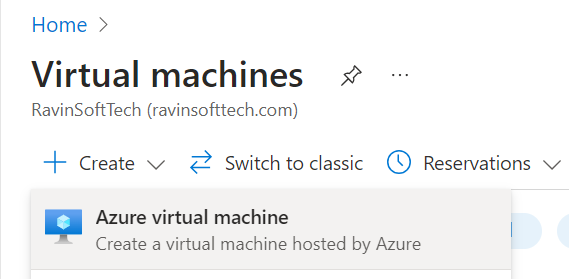 Home >
Virtual machines
RavinSoftTech (ravinsofttech.com)
Create Switch to classic Reservations
Azure virtual machine
Create a virtual machine hosted by Azure